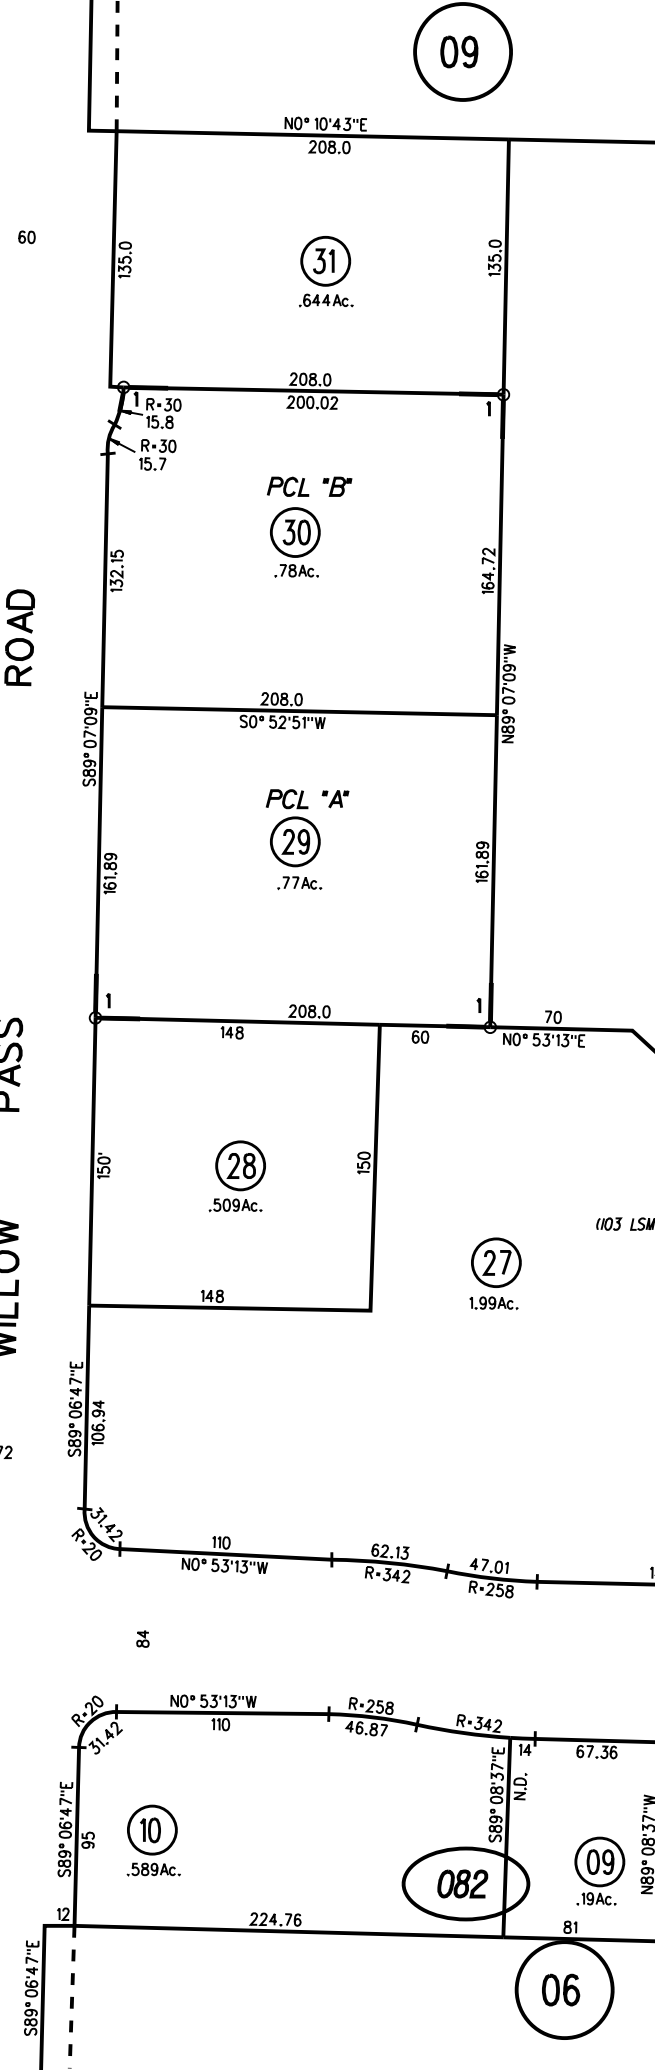 09
N0° 10'43"E
208.0
60
135.0
135.0
31
.644Ac.
208.0
200.02
1
1
R=30
15.8
R=30
15.7
PCL "B"
30
.78Ac.
132.15
164.72
ROAD
S89° 07'09"E
N89° 07'09"W
208.0
S0° 52'51"W
PCL "A"
29
.77Ac.
161.89
161.89
1
1
208.0
148
60
70
N0° 53'13"E
PASS
150'
150
28
.509Ac.
(103 LSM
27
1.99Ac.
WILLOW
148
S89° 06'47"E
106.94
72
31.42
R=20
110
N0° 53'13"W
62.13
R=342
47.01
R=258
84
R=20
31.42
N0° 53'13"W
110
R=258
46.87
R=342
14
67.36
S89° 08'37"E
N.D.
N89° 08'37"W
S89° 06'47"E
95
10
.589Ac.
082
09
.19Ac.
12
224.76
81
S89° 06'47"E
06